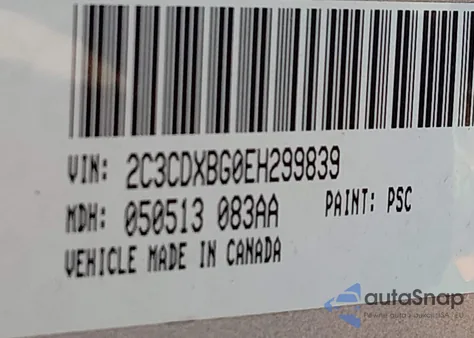 VIN: 2C3CDXBG0EH299839
MDH: 050513 083AA PAINT: PSC
VEHICLE MADE IN CANADA
autoSnap